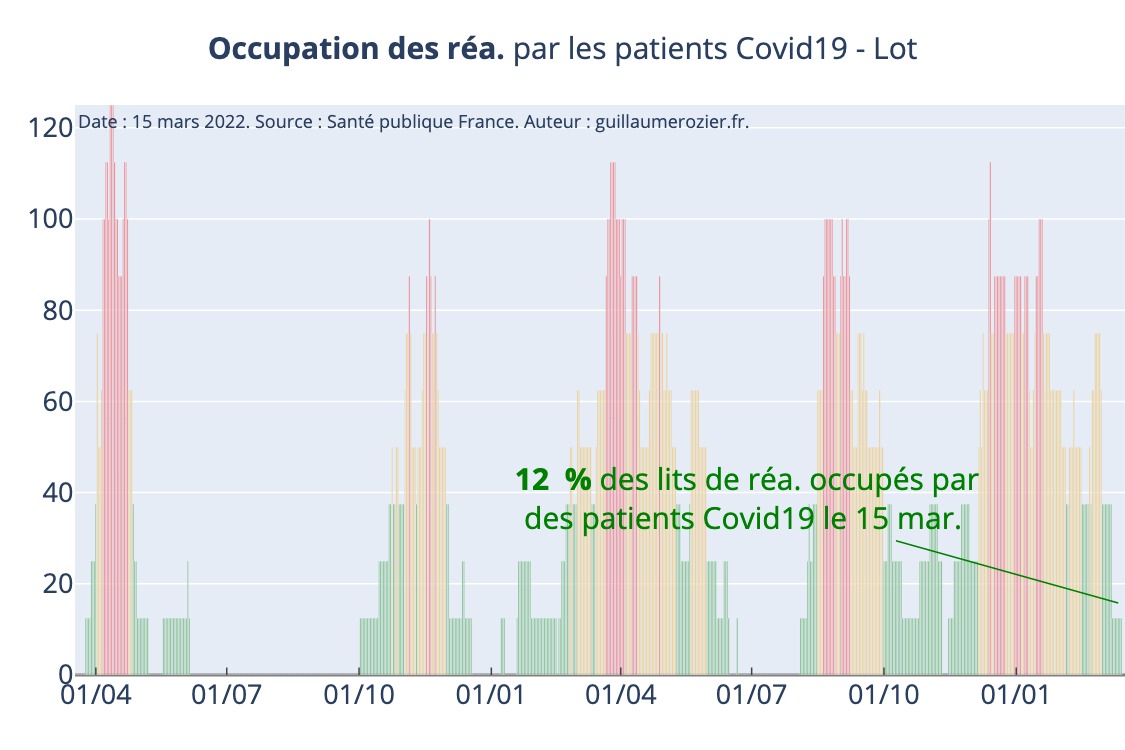 Occupation des réa. par les patients Covid19 - Lot
Date : 15 mars 2022. Source : Santé publique France. Auteur : guillaumerozier.fr.
120
100
80
60
40
20
0
12 % des lits de réa. occupés par
des patients Covid19 le 15 mar.
01/04 01/07 01/10 01/01 01/04 01/07 01/10 01/01